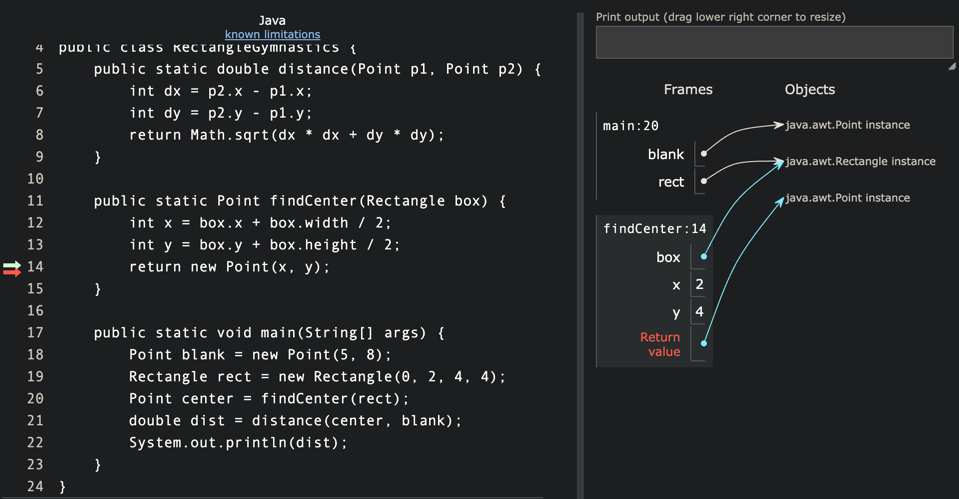 Java
known limitations
4 public class RectangleGymnastics {
5 public static double distance(Point p1, Point p2) {
6 int dx = p2.x - p1.x;
7 int dy = p2.y - p1.y;
8 return Math.sqrt(dx * dx + dy * dy);
9 }
10
11 public static Point findCenter(Rectangle box) {
12 int x = box.x + box.width / 2;
13 int y = box.y + box.height / 2;
14 return new Point(x, y);
15 }
16
17 public static void main(String[] args) {
18 Point blank = new Point(5, 8);
19 Rectangle rect = new Rectangle(0, 2, 4, 4);
20 Point center = findCenter(rect);
21 double dist = distance(center, blank);
22 System.out.println(dist);
23 }
24 }
Print output (drag lower right corner to resize)
Frames Objects
main:20
blank
rect
java.awt.Point instance
java.awt.Rectangle instance
java.awt.Point instance
findCenter:14
box
x 2
y 4
Return
value